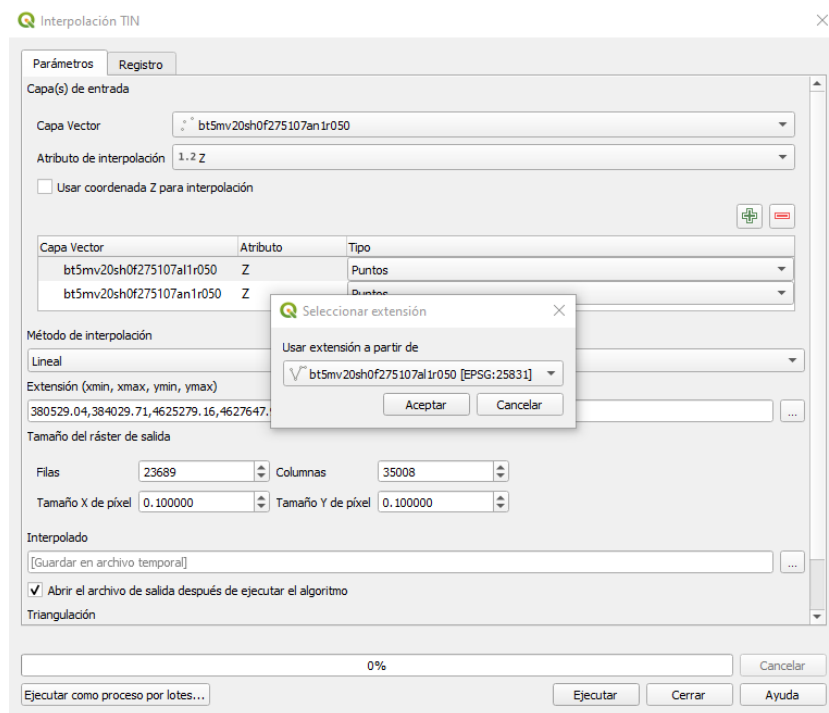 Interpolación TIN
Parámetros Registro
Capa(s) de entrada
Capa Vector bt5mv20sh0f275107an1r050
Atributo de interpolación 1.2 Z
Usar coordenada Z para interpolación
Capa Vector Atributo Tipo
bt5mv20sh0f275107al1r050 Z Puntos
bt5mv20sh0f275107an1r050 Z Puntos
Seleccionar extensión
Usar extensión a partir de
bt5mv20sh0f275107al1r050 [EPSG:25831]
Aceptar Cancelar
Método de interpolación
Lineal
Extensión (xmin, xmax, ymin, ymax)
380529.04,384029.71,4625279.16,4627647. ...
Tamaño del ráster de salida
Filas 23689 Columnas 35008
Tamaño X de píxel 0.100000 Tamaño Y de píxel 0.100000
Interpolado
[Guardar en archivo temporal] ...
Abrir el archivo de salida después de ejecutar el algoritmo
Triangulación
0% Cancelar
Ejecutar como proceso por lotes... Ejecutar Cerrar Ayuda